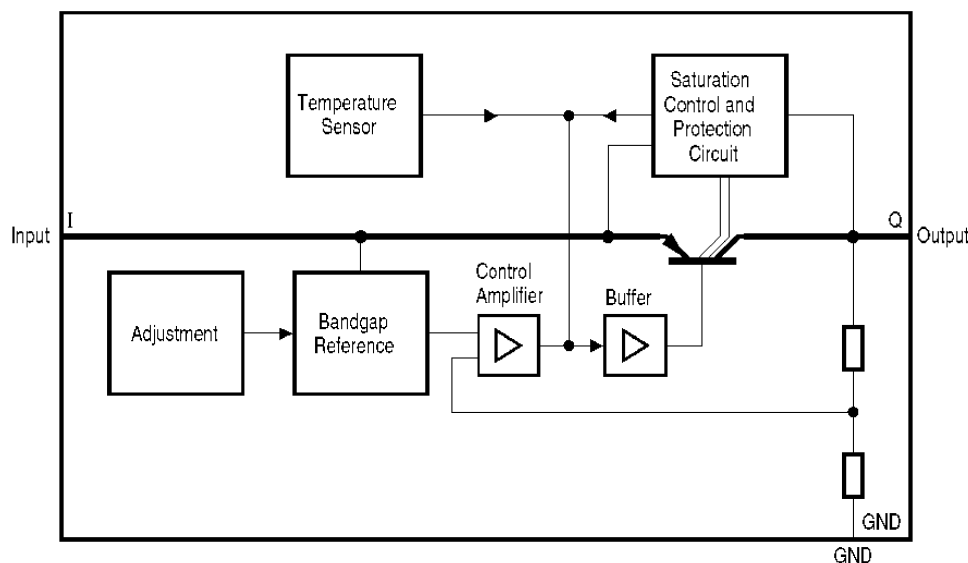 Temperature
Sensor
Saturation
Control and
Protection
Circuit
I
Q
Input
Output
Adjustment
Bandgap
Reference
Control
Amplifier
Buffer
GND
GND